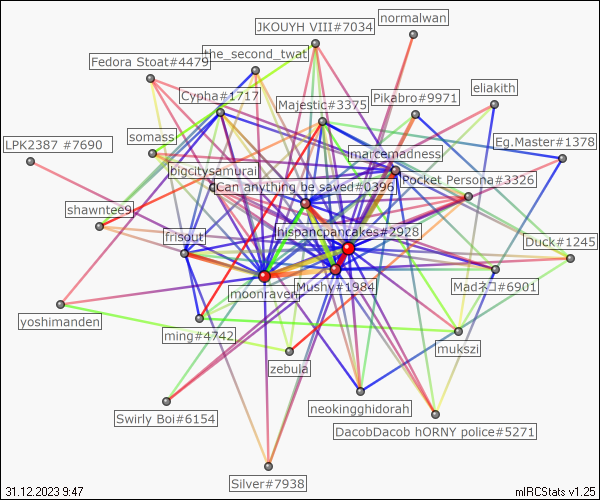 normalwan
JKOUYH VIII#7034
the_second_twat
Fedora Stoat#4479
eliakith
Cypha#1717
Pikabro#9971
Majestic#3375
somass
Eg.Master#1378
LPK2387 #7690
marcemadness
bigcitysamurai
Pocket Persona#3326
Can anything be saved#0396
shawntee9
hispancpancakes#2928
frisout
Duck#1245
moonraven
Mushy#1984
Madネコ#6901
yoshimanden
ming#4742
mukszi
zebula
neokingghidorah
Swirly Boi#6154
DacobDacob hORNY police#5271
Silver#7938
31.12.2023 9:47
mIRCStats v1.25